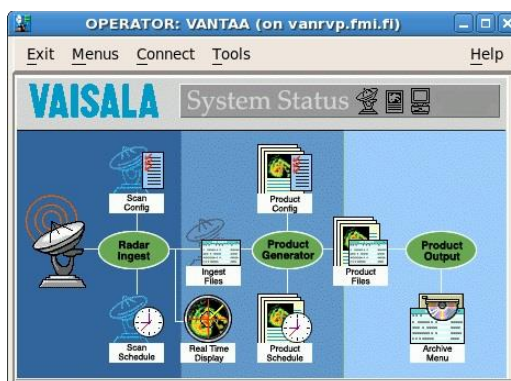 OPERATOR: VANTAA (on vanrvp.fmi.fi)
Exit Menus Connect Tools Help
VAISALA System Status
Scan
Config
Product
Config
Radar
Ingest
Ingest
Files
Product
Generator
Product
Files
Product
Output
Scan
Schedule
Real Time
Display
Product
Schedule
Archive
Menu